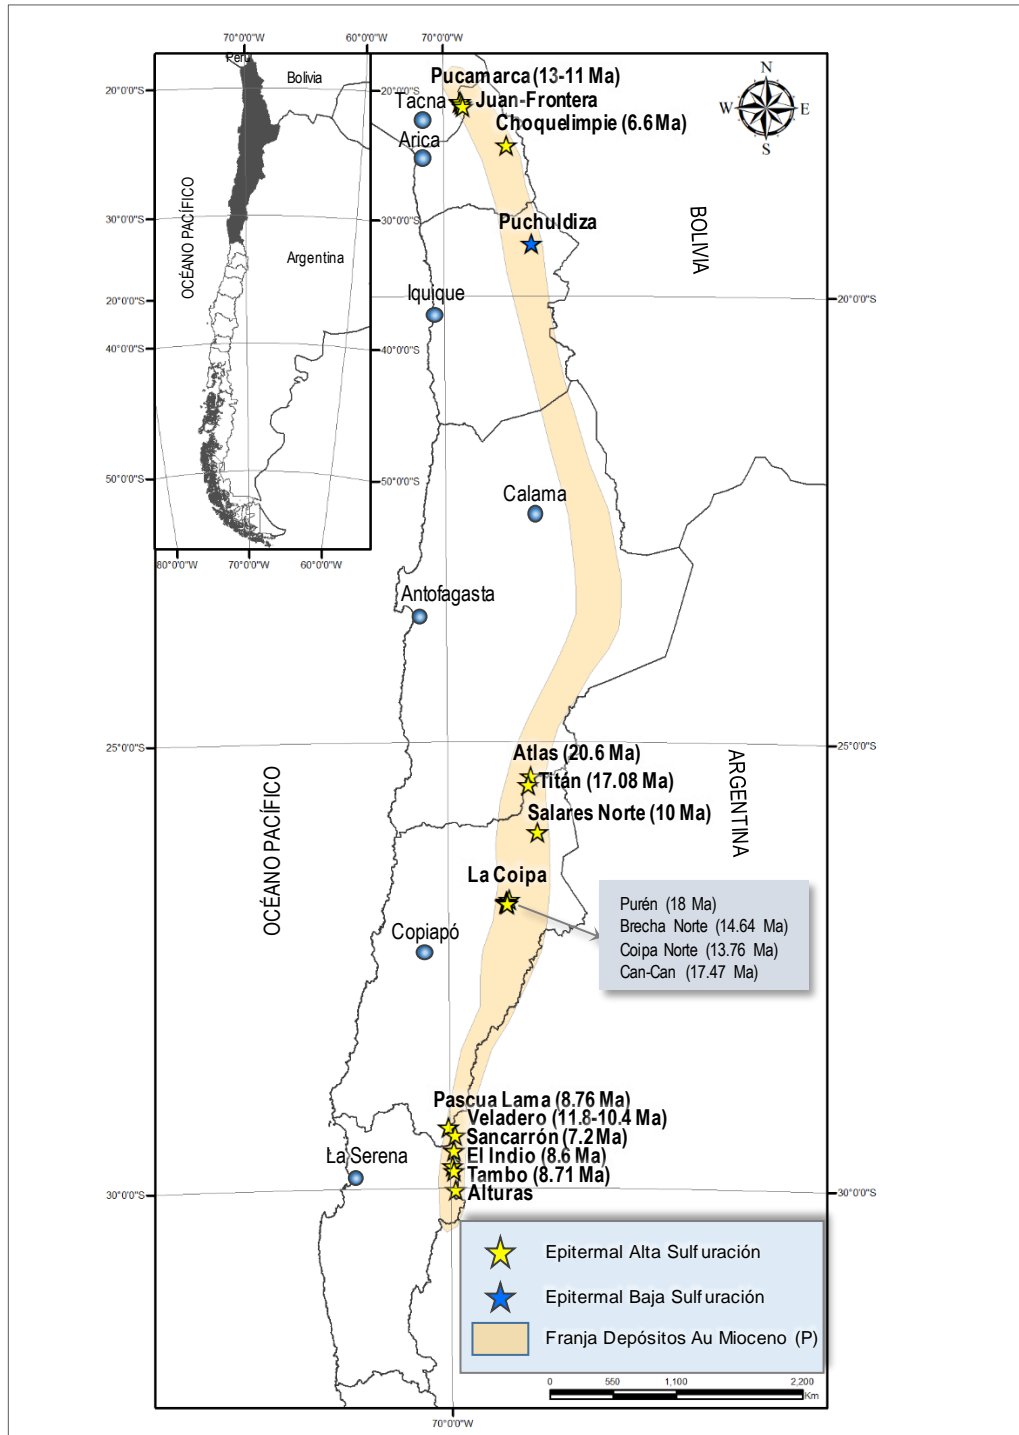 70°0'0"W
60°0'0"W
70°0'0"W
Perú
Bolivia
20°0'0"S
20°0'0"S
30°0'0"S
30°0'0"S
OCÉANO PACÍFICO
Argentina
20°0'0"S
40°0'0"S
40°0'0"S
50°0'0"S
50°0'0"S
80°0'0"W
70°0'0"W
60°0'0"W
N
W
E
S
Pucamarca (13-11 Ma)
Tacna
Juan-Frontera
Choquelimpie (6.6 Ma)
Arica
Puchuldiza
BOLIVIA
Iquique
20°0'0"S
Calama
Antofagasta
25°0'0"S
25°0'0"S
Atlas (20.6 Ma)
Titán (17.08 Ma)
Salares Norte (10 Ma)
ARGENTINA
OCÉANO PACÍFICO
La Coipa
Purén (18 Ma)
Brecha Norte (14.64 Ma)
Coipa Norte (13.76 Ma)
Can-Can (17.47 Ma)
Copiapó
Pascua Lama (8.76 Ma)
Veladero (11.8-10.4 Ma)
Sancarrón (7.2 Ma)
El Indio (8.6 Ma)
La Serena
Tambo (8.71 Ma)
Alturas
30°0'0"S
30°0'0"S
Epitermal Alta Sulfuración
Epitermal Baja Sulfuración
Franja Depósitos Au Mioceno (P)
0 550 1,100 2,200
Km
70°0'0"W